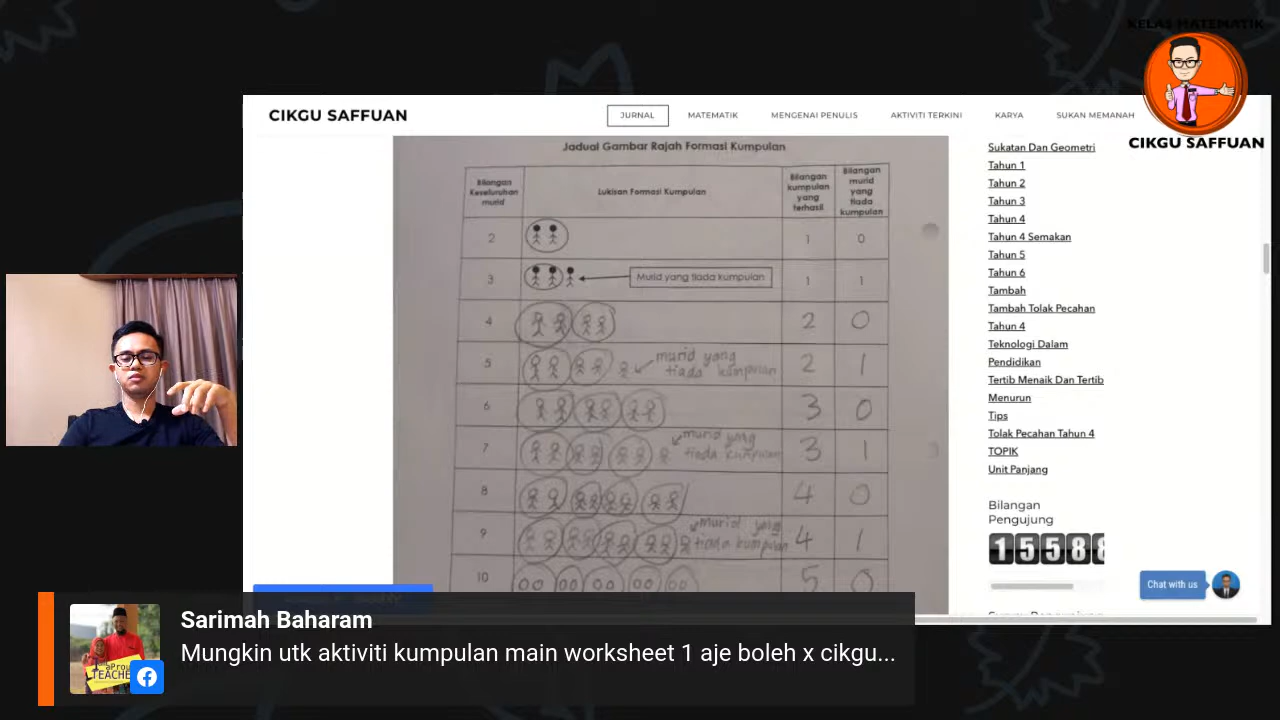 KELAS MATEMATIK
CIKGU SAFFUAN
CIKGU SAFFUAN
JURNAL
MATEMATIK
MENGENAI PENULIS
AKTIVITI TERKINI
KARYA
SUKAN MEMANAH
Jadual Gambar Rajah Formasi Kumpulan
Bilangan
Keseluruhan
murid
Lukisan Formasi Kumpulan
Bilangan
kumpulan
yang
terhasil
Bilangan
murid
yang
tiada
kumpulan
2
1
0
3
Murid yang tiada kumpulan
1
1
4
2
0
5
murid yang
tiada kumpulan
2
1
6
3
0
7
murid yang
tiada kumpulan
3
1
8
4
0
9
murid yang
tiada kumpulan
4
1
10
5
0
Sukatan Dan Geometri
Tahun 1
Tahun 2
Tahun 3
Tahun 4
Tahun 4 Semakan
Tahun 5
Tahun 6
Tambah
Tambah Tolak Pecahan
Tahun 4
Teknologi Dalam
Pendidikan
Tertib Menaik Dan Tertib
Menurun
Tips
Tolak Pecahan Tahun 4
TOPIK
Unit Panjang
Bilangan
Pengujung
1558
Chat with us
Sarimah Baharam
Mungkin utk aktiviti kumpulan main worksheet 1 aje boleh x cikgu...
TEACHER